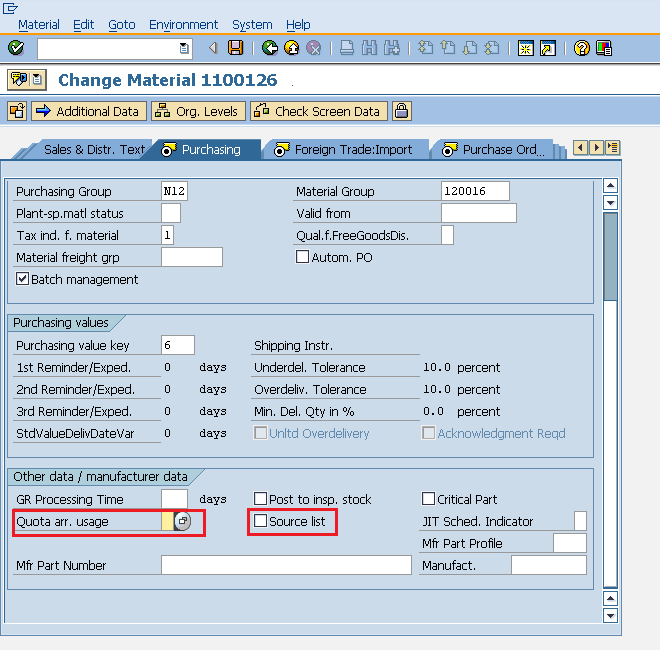 Material Edit Goto Environment System Help
Change Material 1100126
Additional Data Org. Levels Check Screen Data
Sales & Distr. Text Purchasing Foreign Trade:Import Purchase Ord...
Purchasing Group N12 Material Group 120016
Plant-sp.matl status Valid from
Tax ind. f. material 1 Qual.f.FreeGoodsDis.
Material freight grp Autom. PO
Batch management
Purchasing values
Purchasing value key 6 Shipping Instr.
1st Reminder/Exped. 0 days Underdel. Tolerance 10.0 percent
2nd Reminder/Exped. 0 days Overdeliv. Tolerance 10.0 percent
3rd Reminder/Exped. 0 days Min. Del. Qty in % 0.0 percent
StdValueDelivDateVar 0 days Unltd Overdelivery Acknowledgment Reqd
Other data / manufacturer data
GR Processing Time days Post to insp. stock Critical Part
Quota arr. usage Source list JIT Sched. Indicator
Mfr Part Profile
Mfr Part Number Manufact.